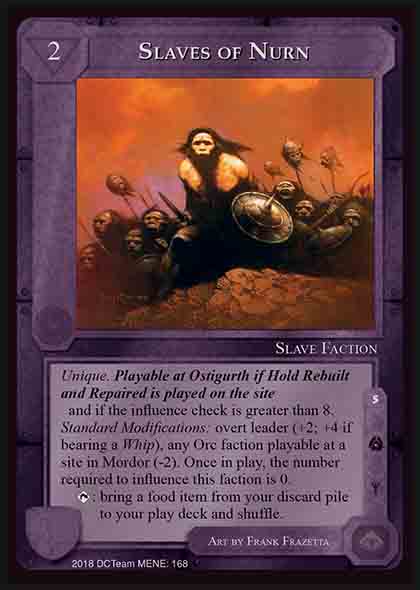 2
Slaves of Nurn
Slave Faction
Unique. Playable at Ostigurth if Hold Rebuilt
and Repaired is played on the site
and if the influence check is greater than 8.
Standard Modifications: overt leader (+2; +4 if
bearing a Whip), any Orc faction playable at a
site in Mordor (-2). Once in play, the number
required to influence this faction is 0.
: bring a food item from your discard pile
to your play deck and shuffle.
S
Art by Frank Frazetta
2018 DCTeam MENE: 168